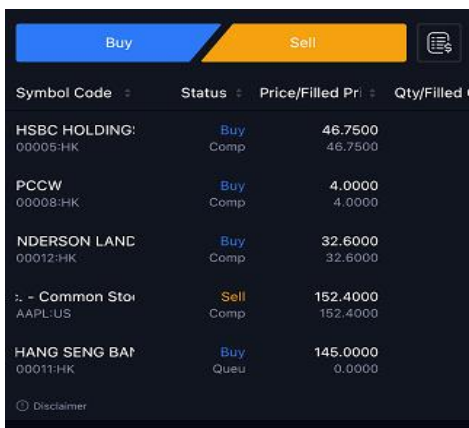 Buy Sell
Symbol Code Status Price/Filled Pri Qty/Filled
HSBC HOLDING Buy 46.7500
00005:HK Comp 46.7500
PCCW Buy 4.0000
00008:HK Comp 4.0000
NDERSON LAND Buy 32.6000
00012:HK Comp 32.6000
c. - Common Sto Sell 152.4000
AAPL:US Comp 152.4000
HANG SENG BAN Buy 145.0000
00011:HK Queu 0.0000
Disclaimer